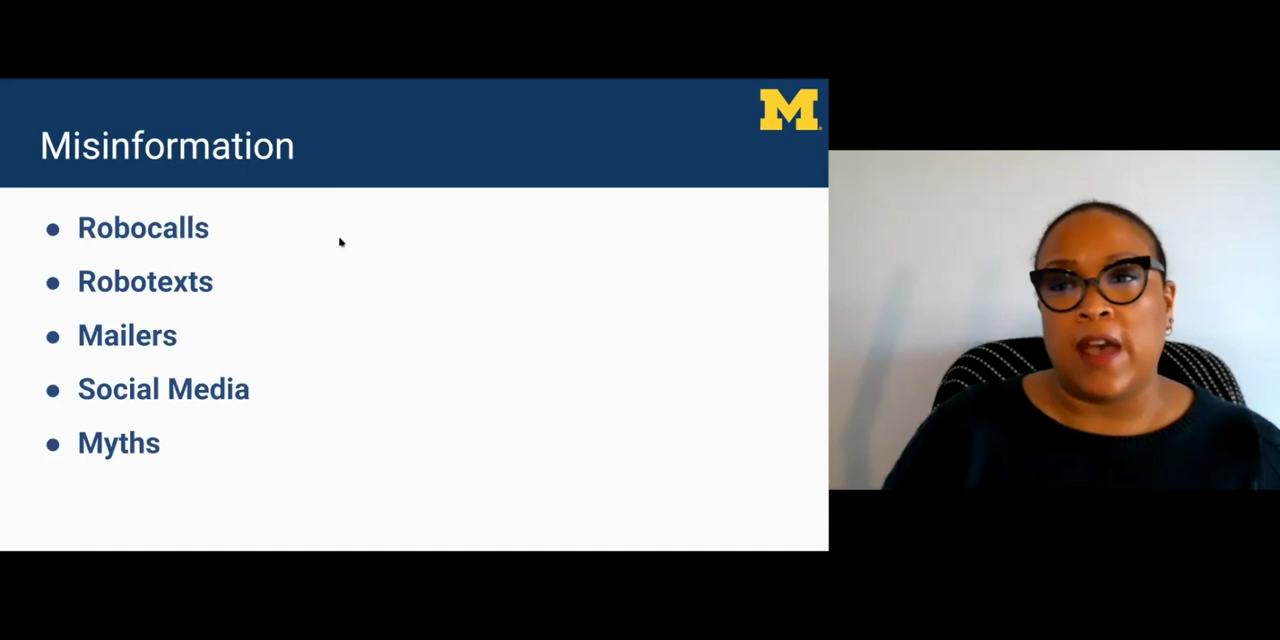 M
Misinformation
Robocalls
Robotexts
Mailers
Social Media
Myths